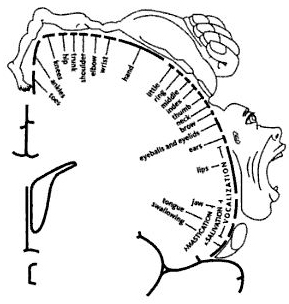 toes
ankles
knees
hip
trunk
shoulder
elbow
wrist
hand
little
ring
middle
index
thumb
neck
brow
eyeballs and eyelids
ears
lips
jaw
tongue
swallowing
VOCALIZATION
SALIVATION
MASTICATION